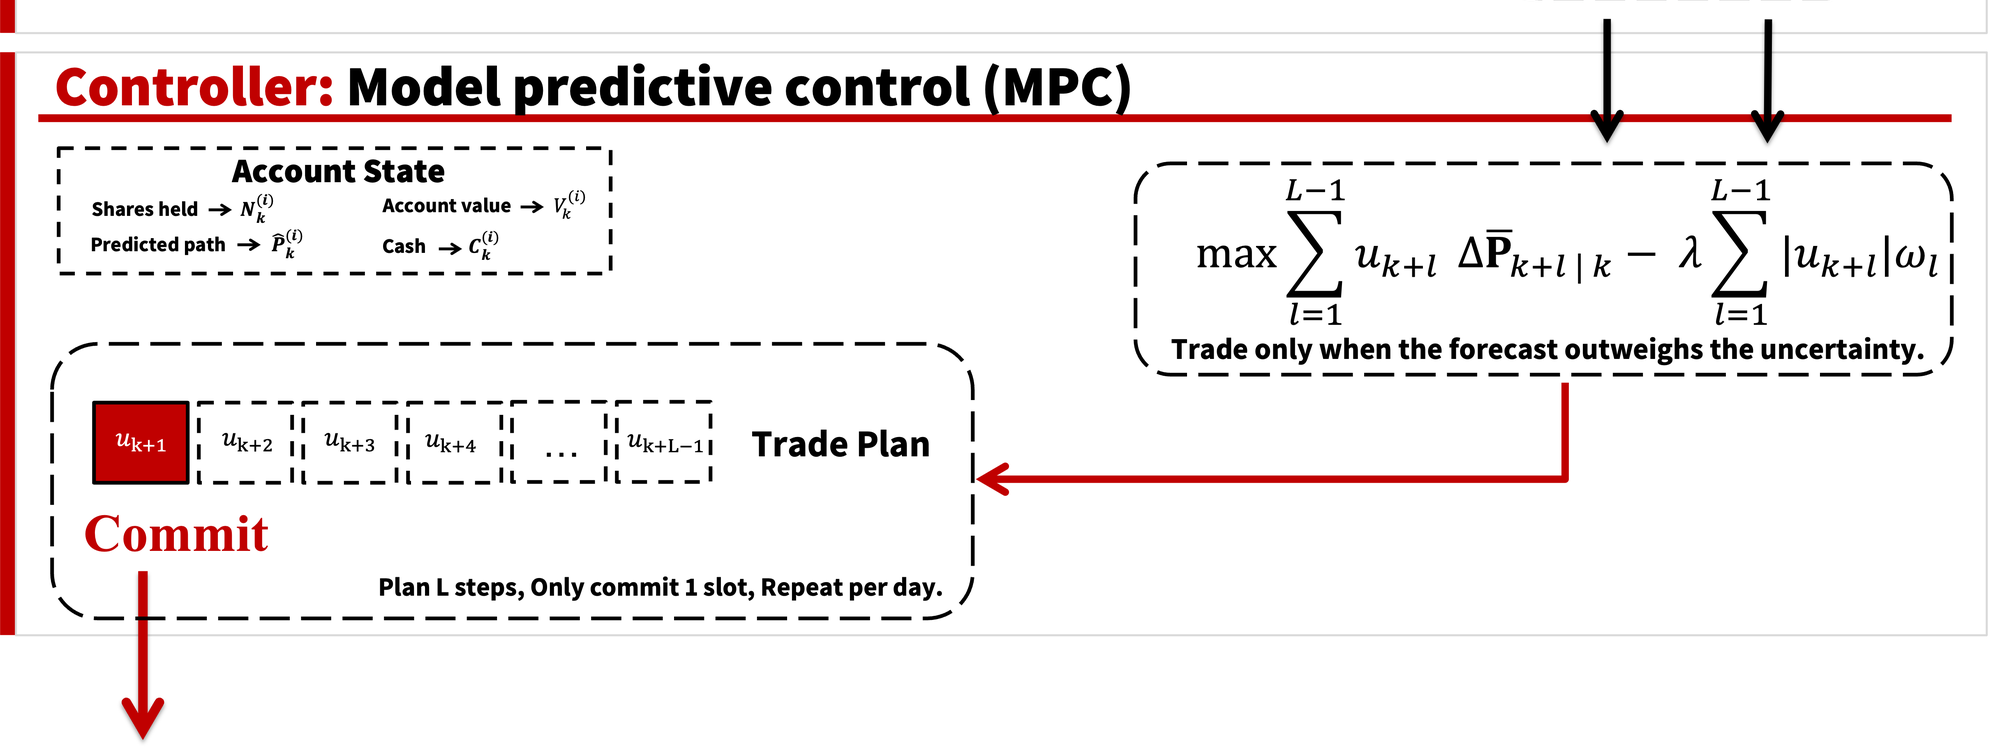 Controller: Model predictive control (MPC)
Account State
Shares held → N_k^(i)
Account value → V_k^(i)
Predicted path → P̂_k^(i)
Cash → C_k^(i)
max ∑_{l=1}^{L−1} u_{k+l} ΔP̅_{k+l | k} − λ ∑_{l=1}^{L−1} |u_{k+l}|ω_l
Trade only when the forecast outweighs the uncertainty.
u_{k+1} u_{k+2} u_{k+3} u_{k+4} ... u_{k+L−1} Trade Plan
Commit
Plan L steps, Only commit 1 slot, Repeat per day.